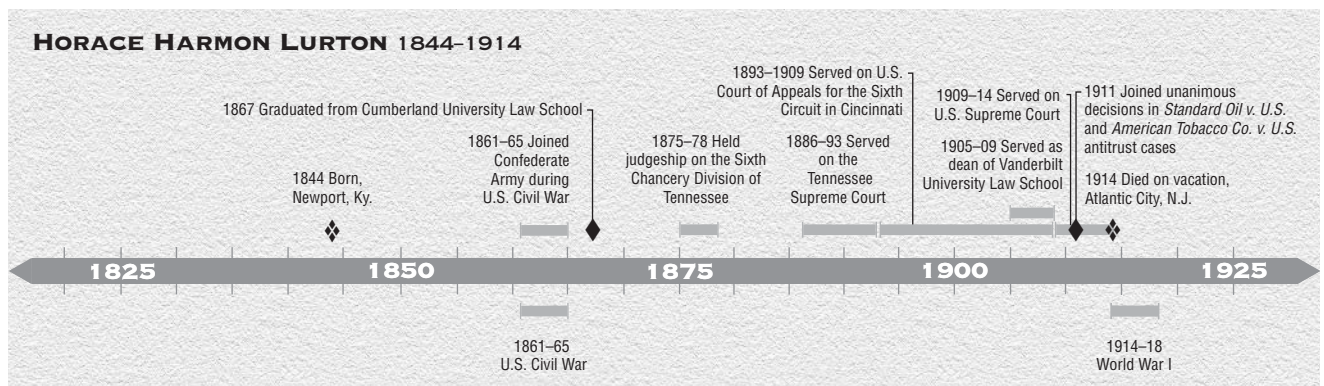 HORACE HARMON LURTON 1844–1914
1893–1909 Served on U.S.
Court of Appeals for the Sixth
Circuit in Cincinnati
1867 Graduated from Cumberland University Law School
1909–14 Served on
U.S. Supreme Court
1911 Joined unanimous
decisions in Standard Oil v. U.S.
and American Tobacco Co. v. U.S.
antitrust cases
1861–65 Joined
Confederate
Army during
U.S. Civil War
1875–78 Held
judgeship on the Sixth
Chancery Division of
Tennessee
1886–93 Served
on the
Tennessee
Supreme Court
1905–09 Served as
dean of Vanderbilt
University Law School
1844 Born,
Newport, Ky.
1914 Died on vacation,
Atlantic City, N.J.
1825
1850
1875
1900
1925
1861–65
U.S. Civil War
1914–18
World War I